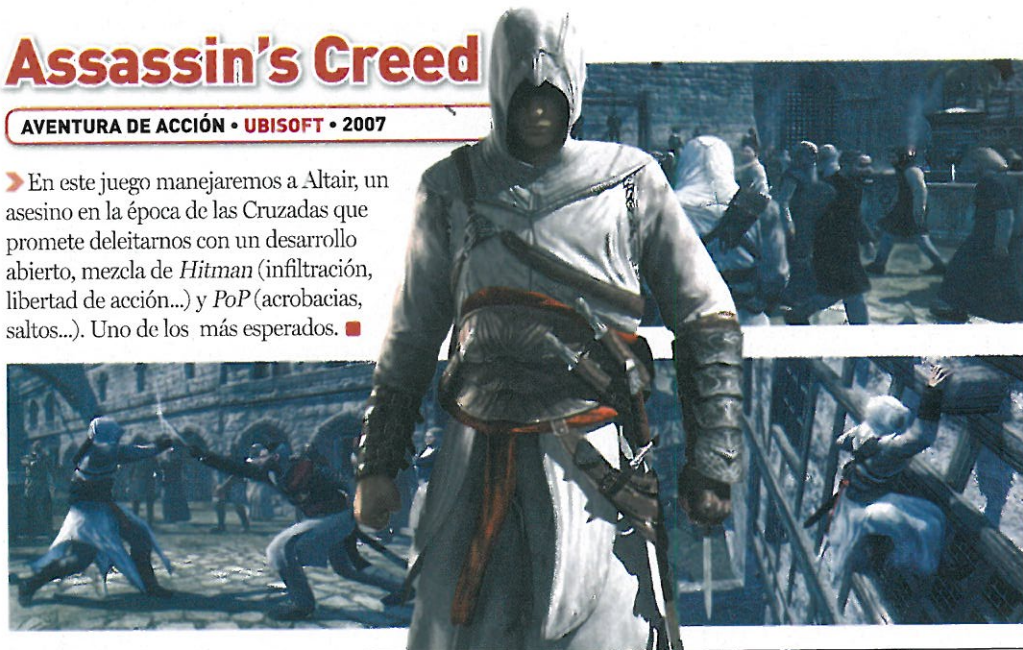 Assassin's Creed
AVENTURA DE ACCIÓN • UBISOFT • 2007
En este juego manejaremos a Altair, un
asesino en la época de las Cruzadas que
promete deleitarnos con un desarrollo
abierto, mezcla de Hitman (infiltración,
libertad de acción...) y PoP (acrobacias,
saltos...). Uno de los más esperados.